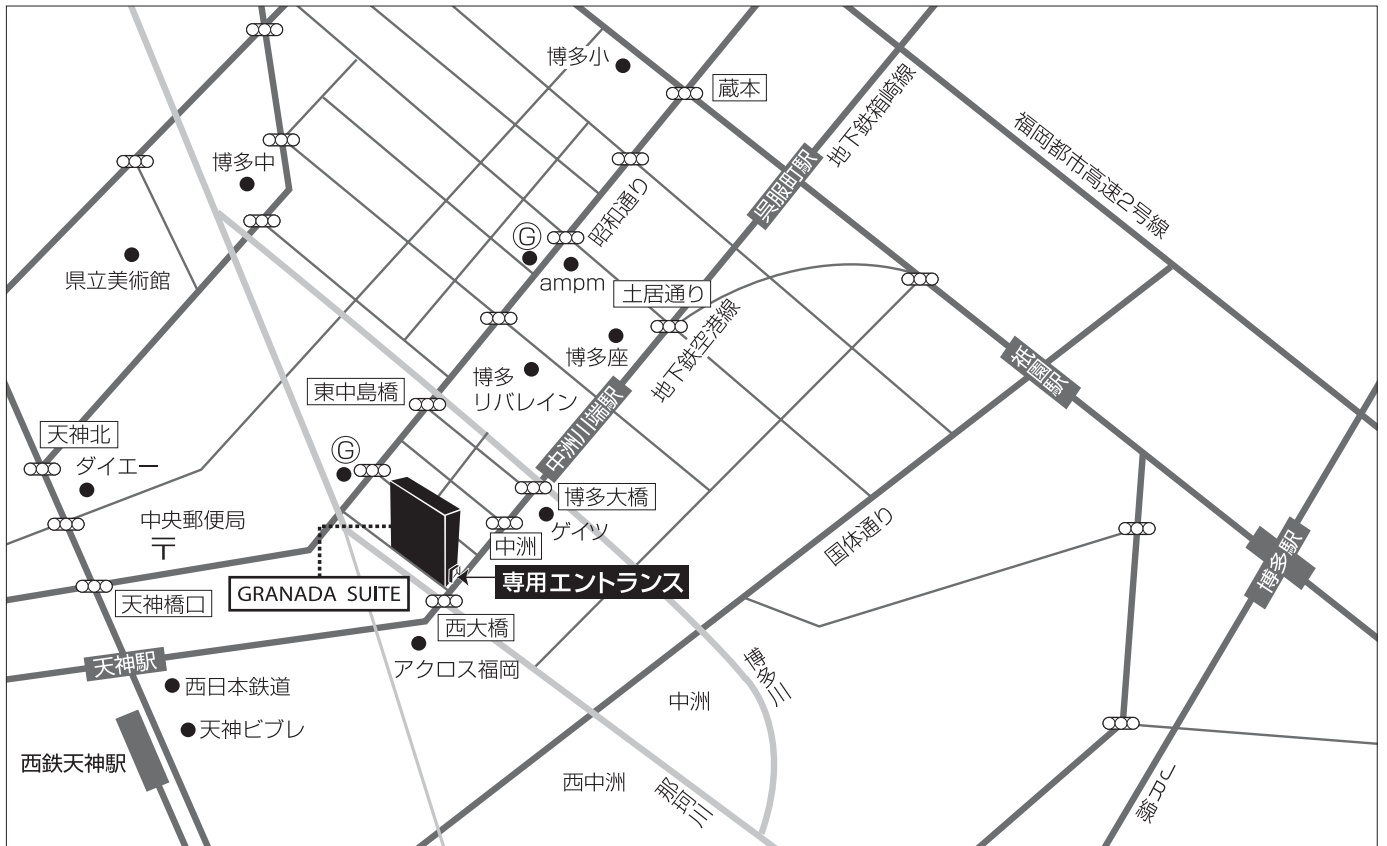 博多小
蔵本
地下鉄箱崎線
福岡都市高速2号線
博多中
呉服町駅
昭和通り
県立美術館
Ⓖ
ampm
土居通り
地下鉄空港線
博多座
博多
リバレイン
祇園駅
東中島橋
中洲川端駅
天神北
ダイエー
Ⓖ
博多大橋
ゲイツ
中洲
中央郵便局
〒
国体通り
博多駅
GRANADA SUITE
専用エントランス
天神橋口
西大橋
アクロス福岡
天神駅
西日本鉄道
天神ビブレ
西鉄天神駅
中洲
博多川
西中洲
那珂川
JR線